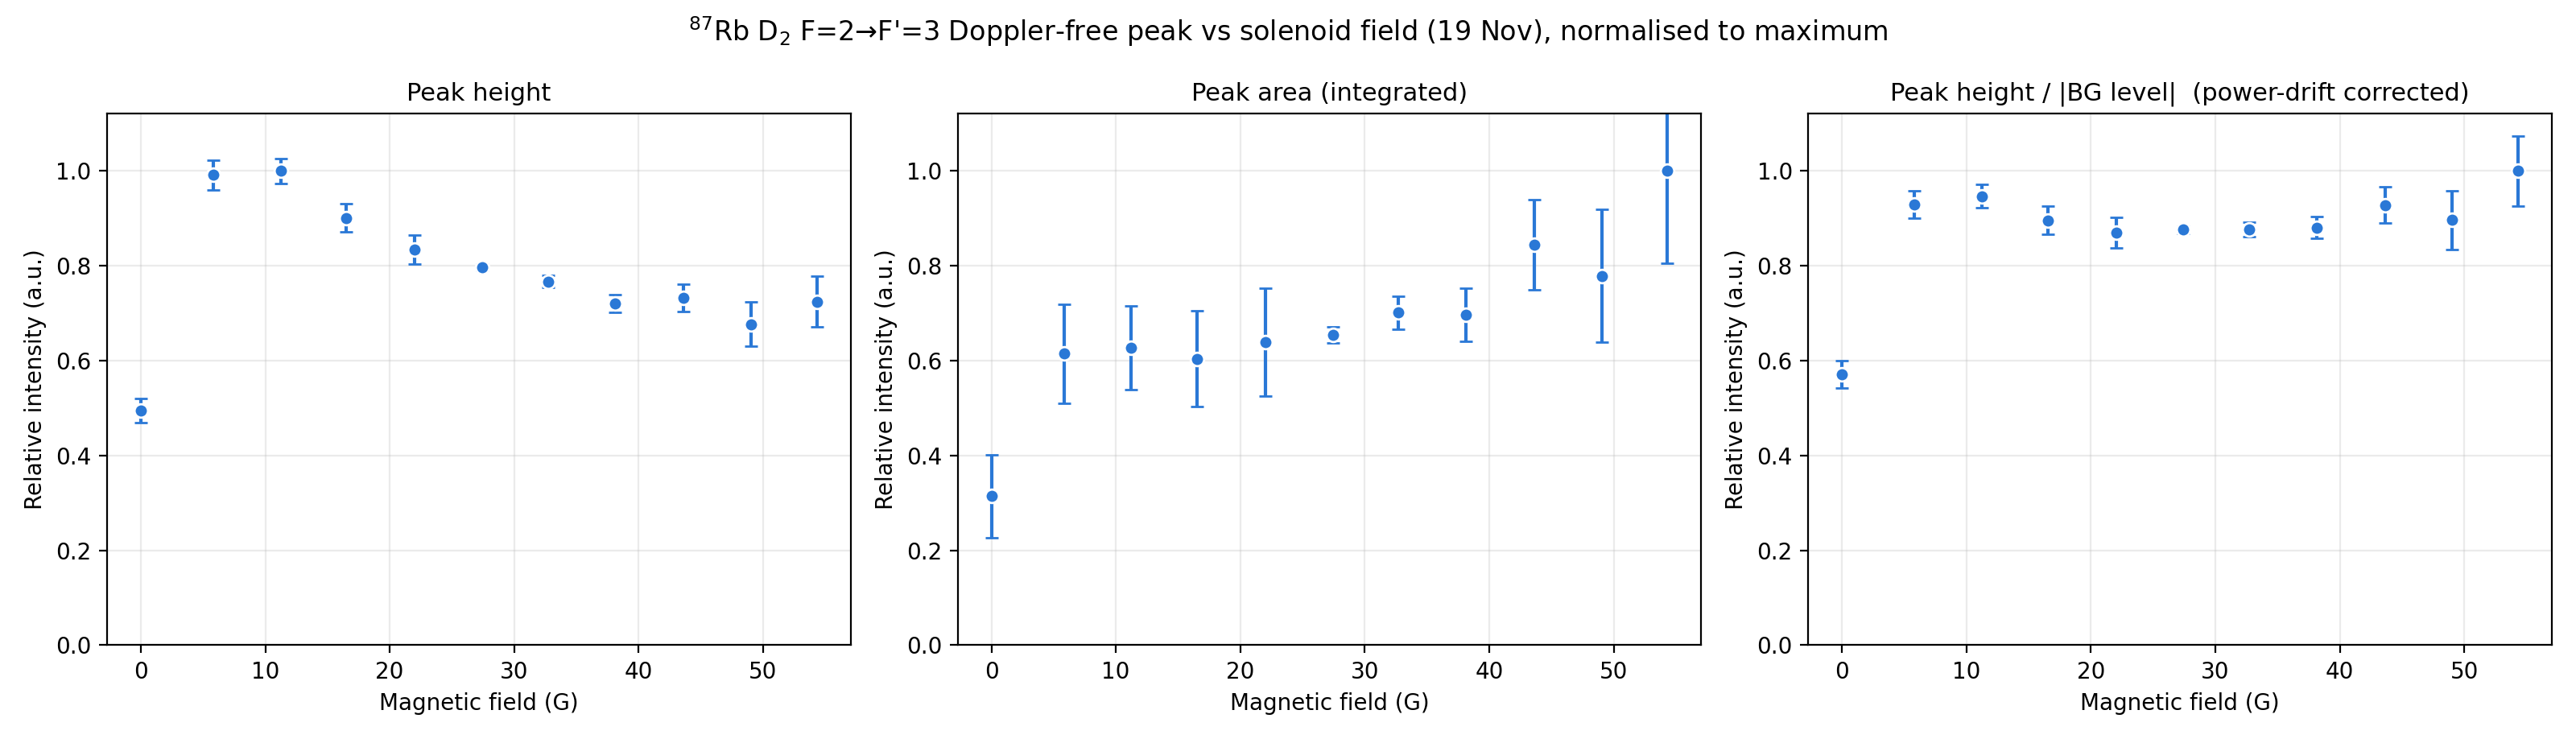 ⁸⁷Rb D₂ F=2→F'=3 Doppler-free peak vs solenoid field (19 Nov), normalised to maximum
Peak height
Relative intensity (a.u.)
1.0
0.8
0.6
0.4
0.2
0.0
0 10 20 30 40 50
Magnetic field (G)
Peak area (integrated)
Relative intensity (a.u.)
1.0
0.8
0.6
0.4
0.2
0.0
0 10 20 30 40 50
Magnetic field (G)
Peak height / |BG level| (power-drift corrected)
Relative intensity (a.u.)
1.0
0.8
0.6
0.4
0.2
0.0
0 10 20 30 40 50
Magnetic field (G)